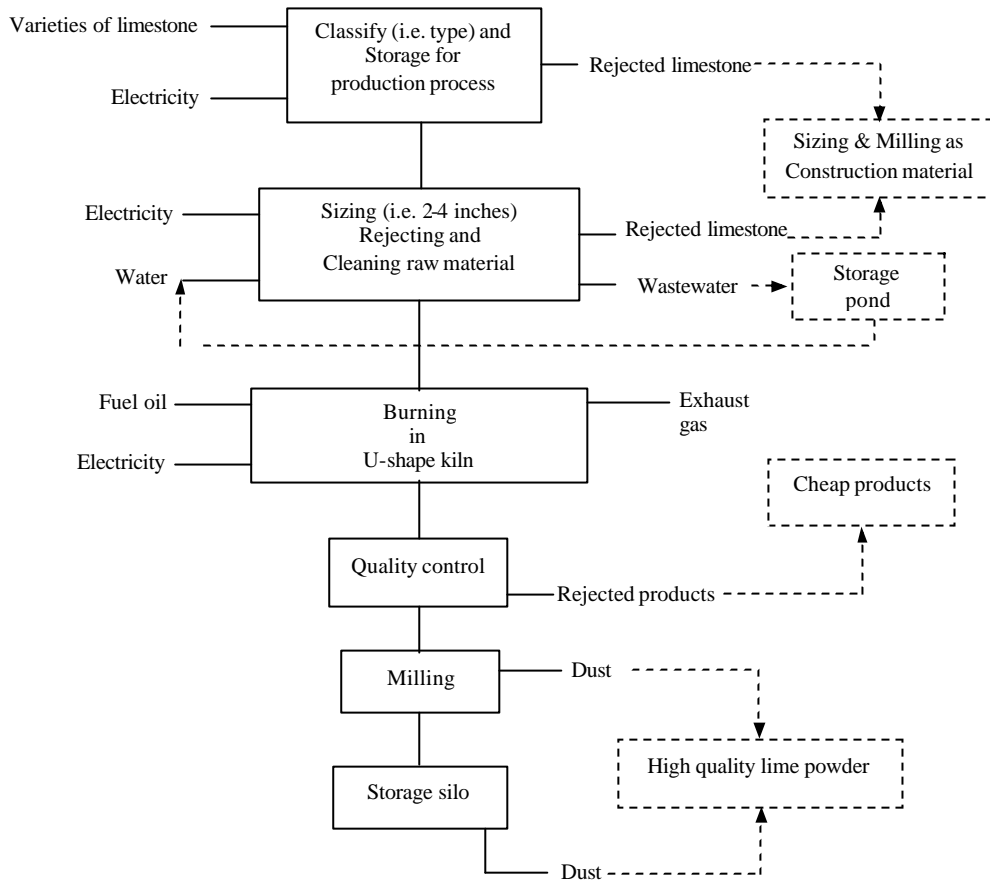 Varieties of limestone
Classify (i.e. type) and
Storage for
production process
Electricity
Rejected limestone
Sizing & Milling as
Construction material
Electricity
Sizing (i.e. 2-4 inches)
Rejecting and
Cleaning raw material
Water
Rejected limestone
Wastewater
Storage
pond
Fuel oil
Electricity
Burning
in
U-shape kiln
Exhaust
gas
Cheap products
Quality control
Rejected products
Milling
Dust
High quality lime powder
Storage silo
Dust